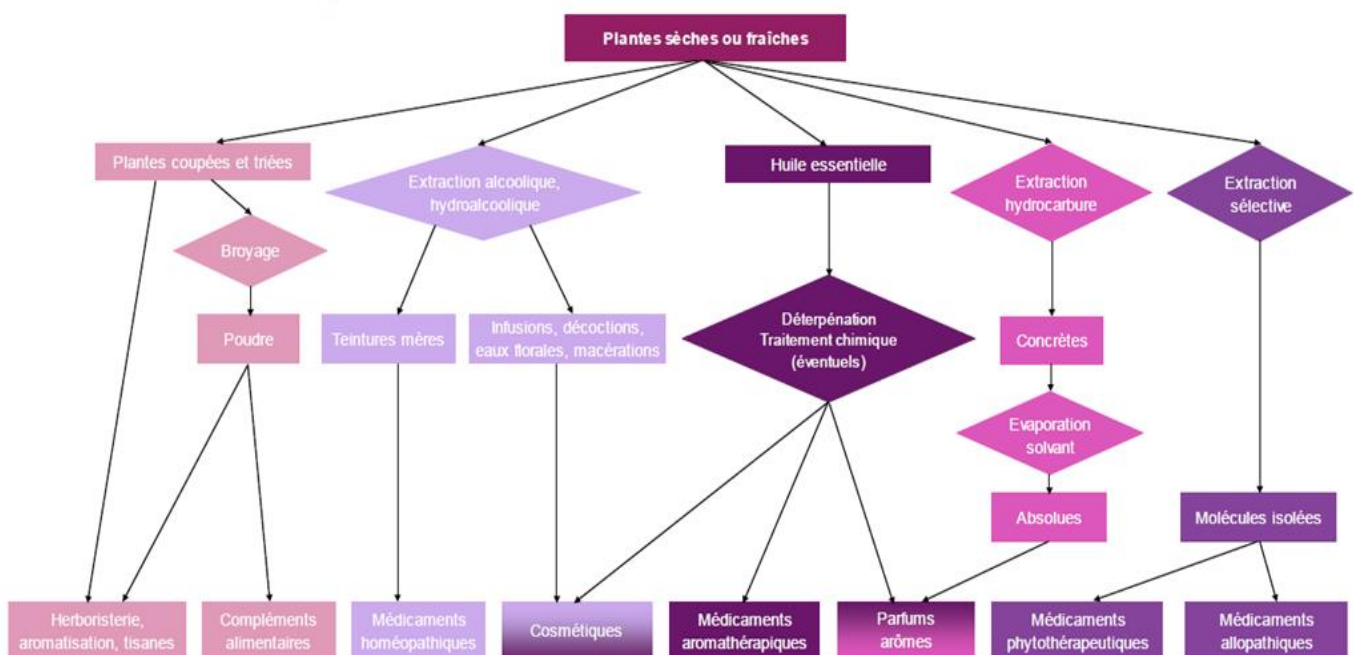 Plantes sèches ou fraîches
Plantes coupées et triées
Extraction alcoolique,
hydroalcoolique
Huile essentielle
Extraction
hydrocarbure
Extraction
sélective
Broyage
Poudre
Teintures mères
Infusions, décoctions,
eaux florales, macérations
Déterpénation
Traitement chimique
(éventuels)
Concrètes
Evaporation
solvant
Absolues
Molécules isolées
Herboristerie,
aromatisation, tisanes
Compléments
alimentaires
Médicaments
homéopathiques
Cosmétiques
Médicaments
aromathérapiques
Parfums
arômes
Médicaments
phytothérapeutiques
Médicaments
allopathiques